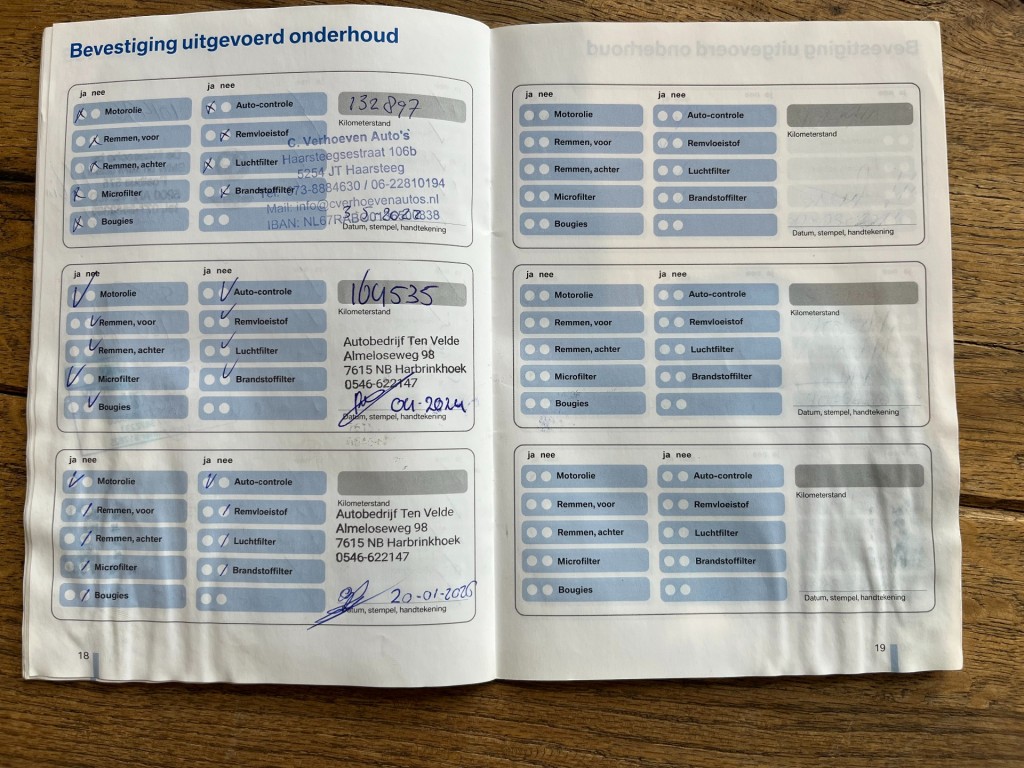 Bevestiging uitgevoerd onderhoud
ja nee
ja nee
Motorolie
Auto-controle
132897
Kilometerstand
Remmen, voor
Remvloeistof
C. Verhoeven Auto's
Remmen, achter
Luchtfilter
Haarsteegsestraat 106b
5254 JT Haarsteeg
Microfilter
Brandstoffilter
Tel. 073-8884630 / 06-22810194
Mail: info@cverhoevenautos.nl
Bougies
3-5-2022
Datum, stempel, handtekening
ja nee
ja nee
Motorolie
Auto-controle
164535
Kilometerstand
Remmen, voor
Remvloeistof
Remmen, achter
Luchtfilter
Microfilter
Brandstoffilter
Bougies
Autobedrijf Ten Velde
Almeloseweg 98
7615 NB Harbrinkhoek
0546-622147
04-2024
Datum, stempel, handtekening
ja nee
ja nee
Motorolie
Auto-controle
Kilometerstand
Remmen, voor
Remvloeistof
Remmen, achter
Luchtfilter
Microfilter
Brandstoffilter
Bougies
Autobedrijf Ten Velde
Almeloseweg 98
7615 NB Harbrinkhoek
0546-622147
20-01-2026
Datum, stempel, handtekening
18
ja nee
ja nee
Motorolie
Auto-controle
Kilometerstand
Remmen, voor
Remvloeistof
Remmen, achter
Luchtfilter
Microfilter
Brandstoffilter
Bougies
Datum, stempel, handtekening
ja nee
ja nee
Motorolie
Auto-controle
Kilometerstand
Remmen, voor
Remvloeistof
Remmen, achter
Luchtfilter
Microfilter
Brandstoffilter
Bougies
Datum, stempel, handtekening
ja nee
ja nee
Motorolie
Auto-controle
Kilometerstand
Remmen, voor
Remvloeistof
Remmen, achter
Luchtfilter
Microfilter
Brandstoffilter
Bougies
Datum, stempel, handtekening
19